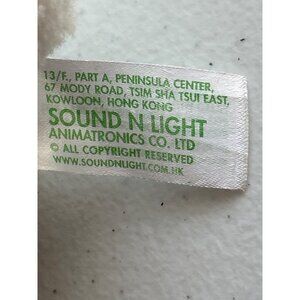 13/F., PART A, PENINSULA CENTER,
67 MODY ROAD, TSIM SHA TSUI EAST,
KOWLOON, HONG KONG
SOUND N LIGHT
ANIMATRONICS CO. LTD
© ALL COPYRIGHT RESERVED
WWW.SOUNDNLIGHT.COM.HK